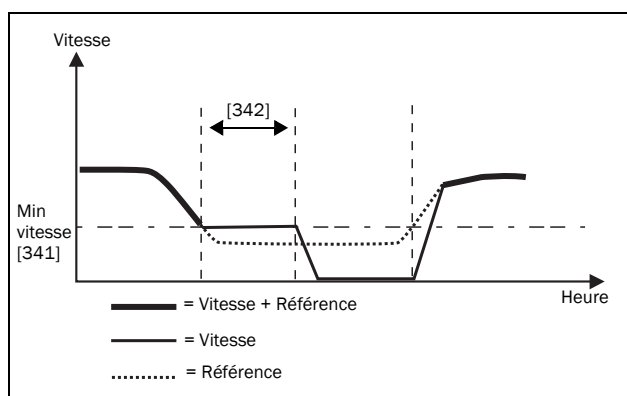 Vitesse
[342]
Min
vitesse
[341]
Heure
= Vitesse + Référence
= Vitesse
= Référence